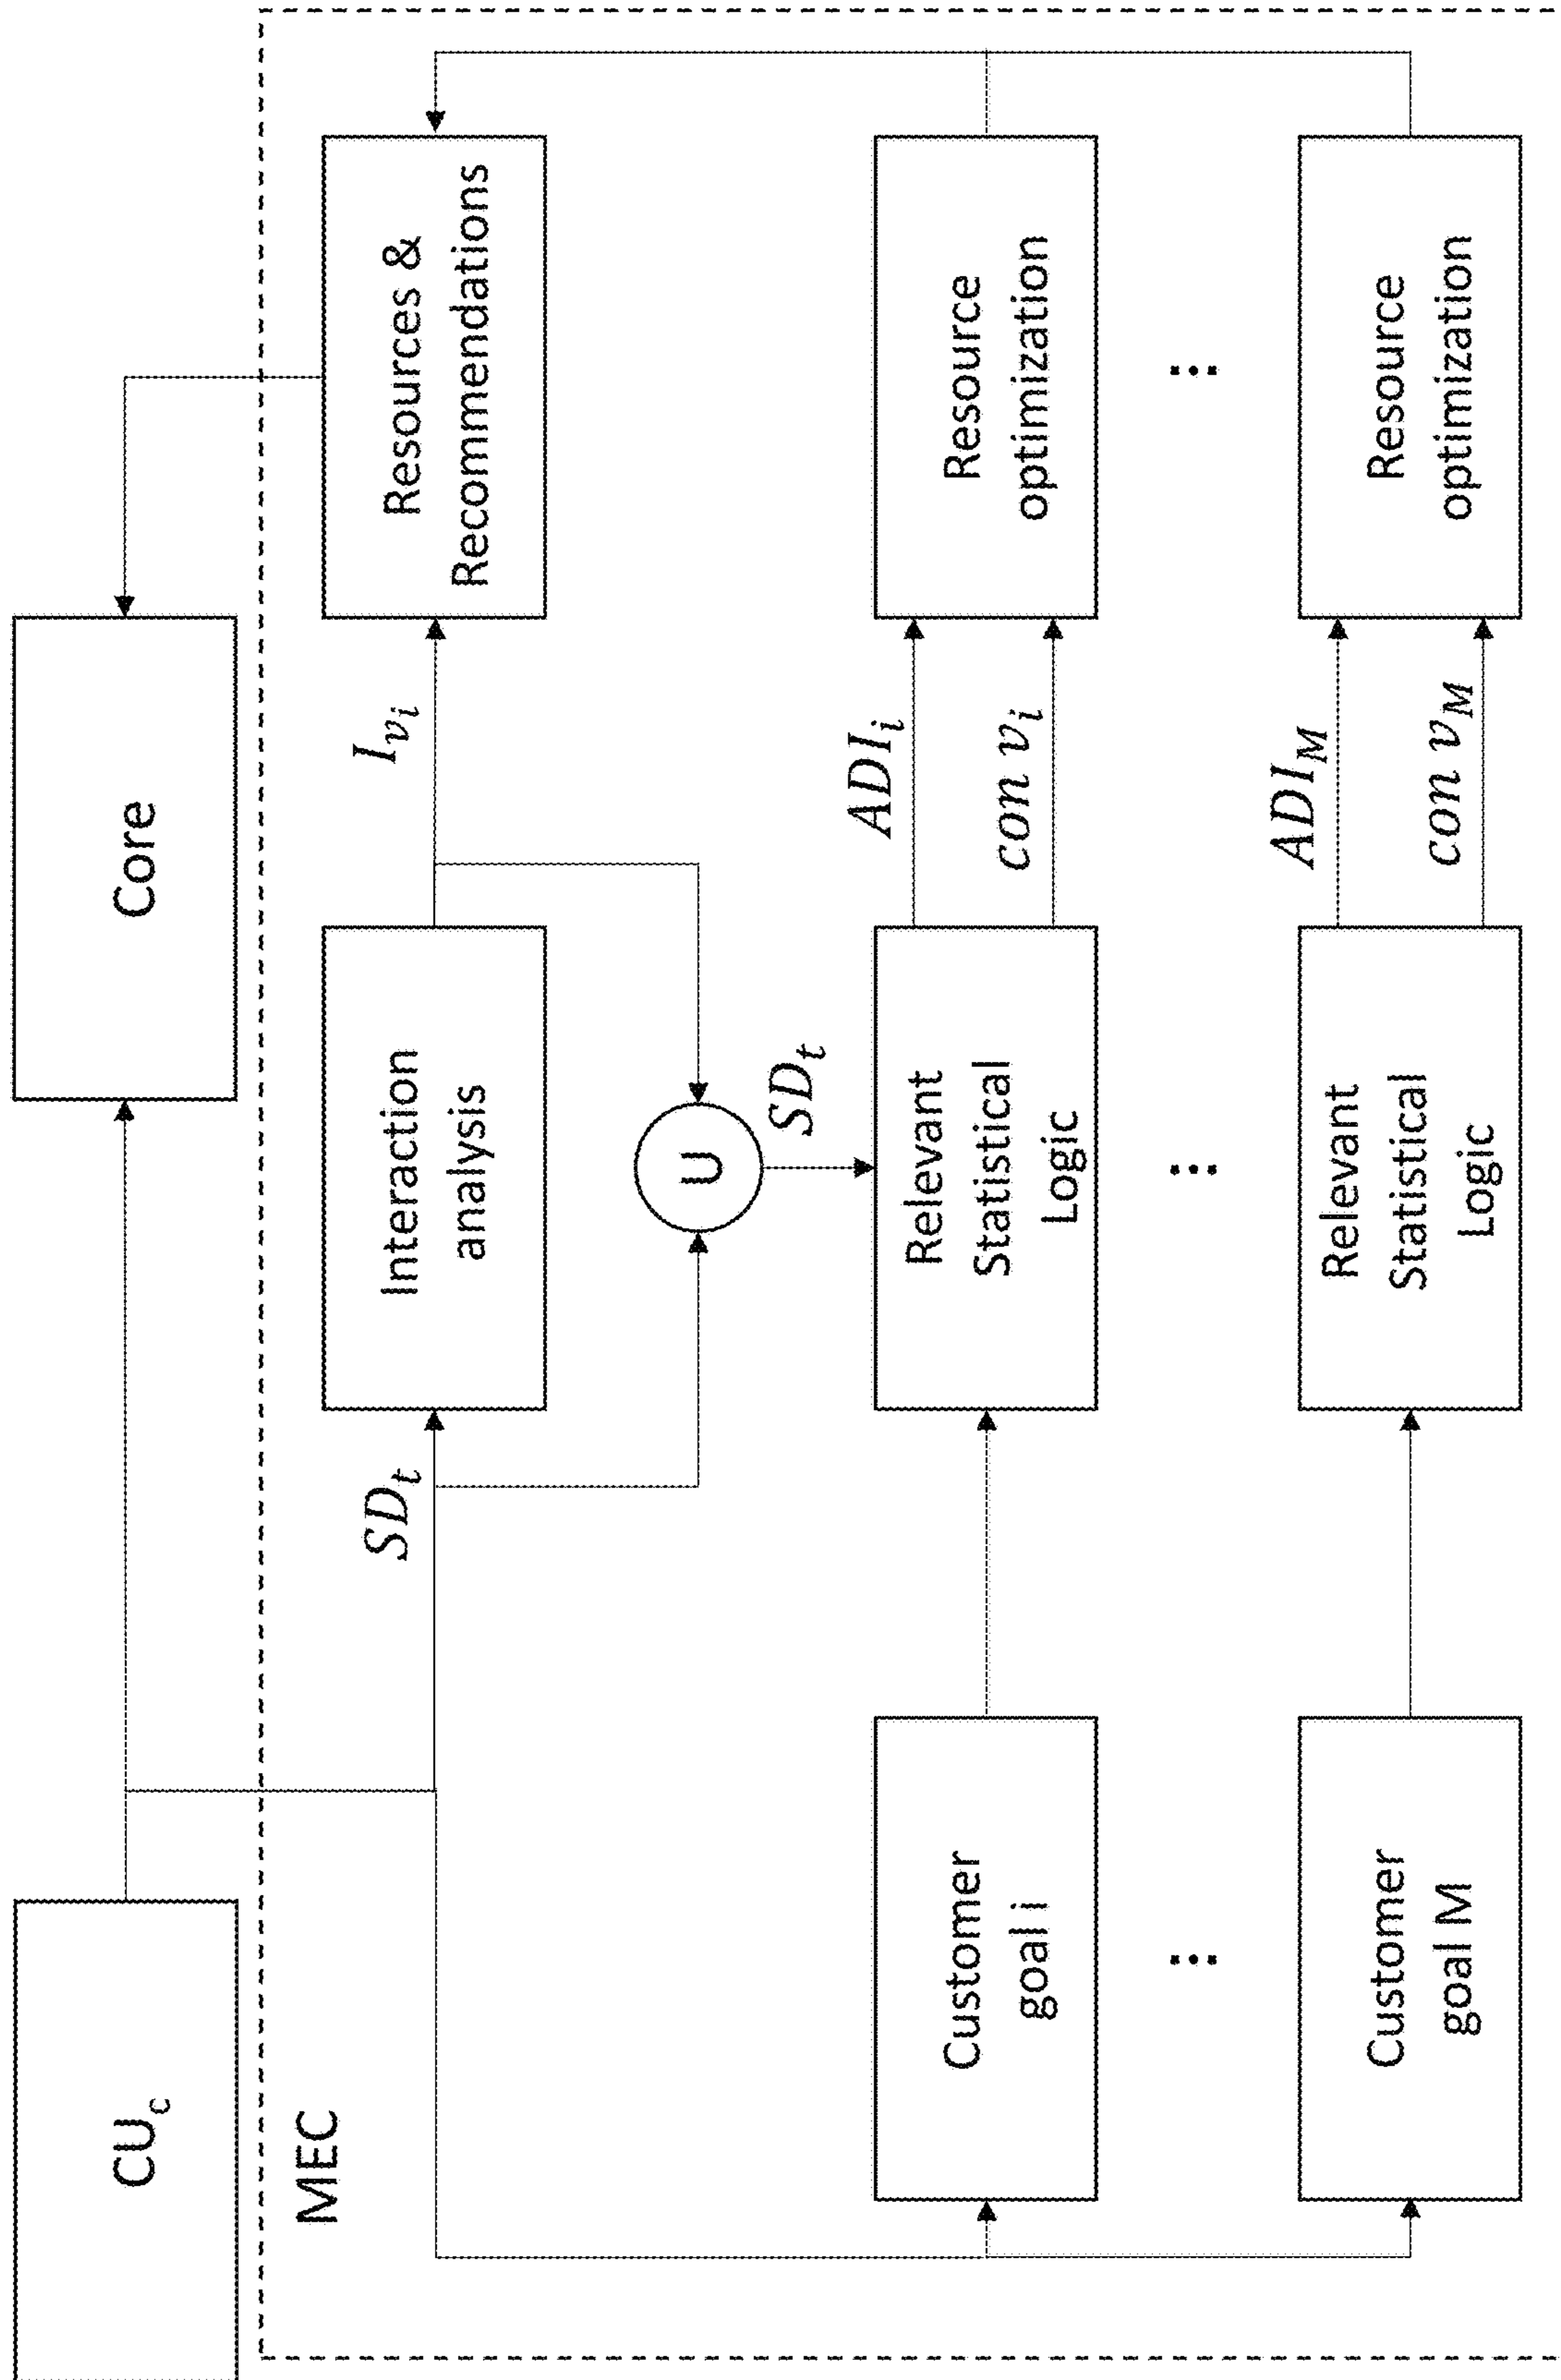 CU_c
Core
MEC
SD_t
Interaction
analysis
I_{v_i}
Resources &
Recommendations
U
SD_t
Customer
goal i
Relevant
Statistical
Logic
ADI_i
con v_i
Resource
optimization
...
...
...
Customer
goal M
Relevant
Statistical
Logic
ADI_M
con v_M
Resource
optimization